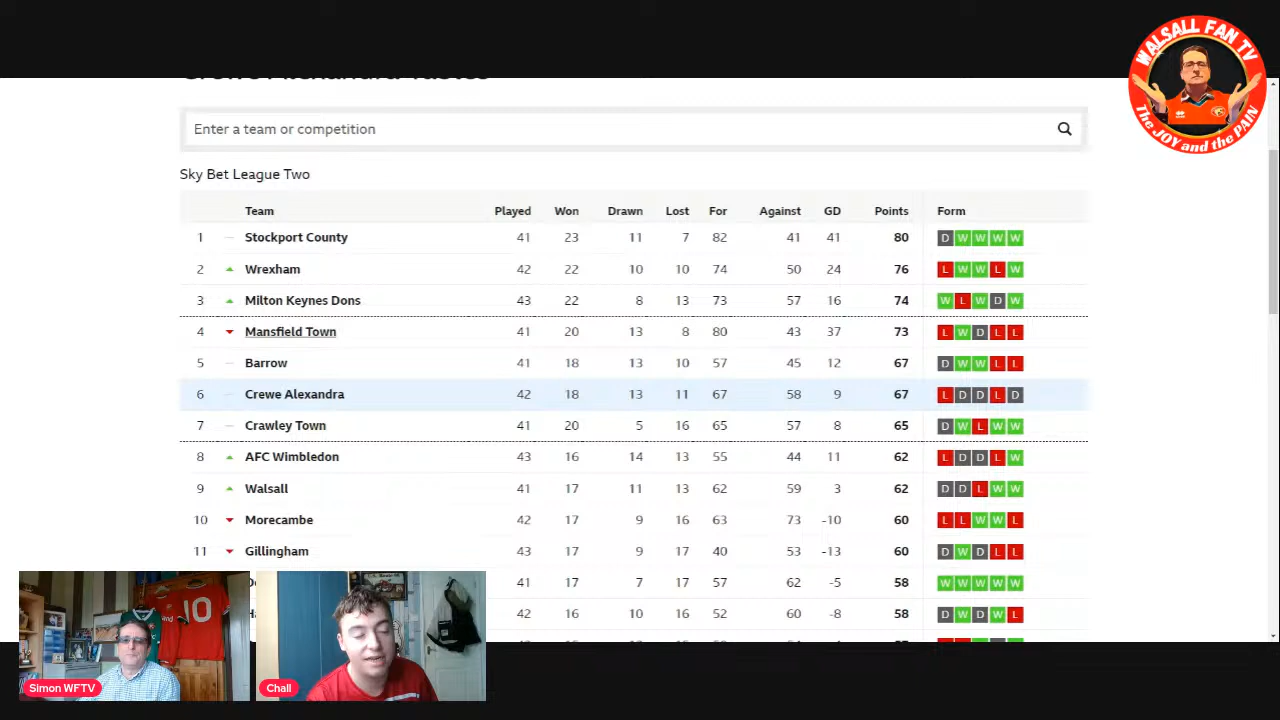 WALSALL FAN TV
The JOY and the PAIN
Enter a team or competition
Sky Bet League Two
Team Played Won Drawn Lost For Against GD Points Form
1 Stockport County 41 23 11 7 82 41 41 80 D W W W W
2 Wrexham 42 22 10 10 74 50 24 76 L W W L W
3 Milton Keynes Dons 43 22 8 13 73 57 16 74 W L W D W
4 Mansfield Town 41 20 13 8 80 43 37 73 L W D L L
5 Barrow 41 18 13 10 57 45 12 67 D W W L L
6 Crewe Alexandra 42 18 13 11 67 58 9 67 L D D L D
7 Crawley Town 41 20 5 16 65 57 8 65 D W L W W
8 AFC Wimbledon 43 16 14 13 55 44 11 62 L D D L W
9 Walsall 41 17 11 13 62 59 3 62 D D L W W
10 Morecambe 42 17 9 16 63 73 -10 60 L L W W L
11 Gillingham 43 17 9 17 40 53 -13 60 D W D L L
41 17 7 17 57 62 -5 58 W W W W W
42 16 10 16 52 60 -8 58 D W D W L
10
Simon WFTV
Chall